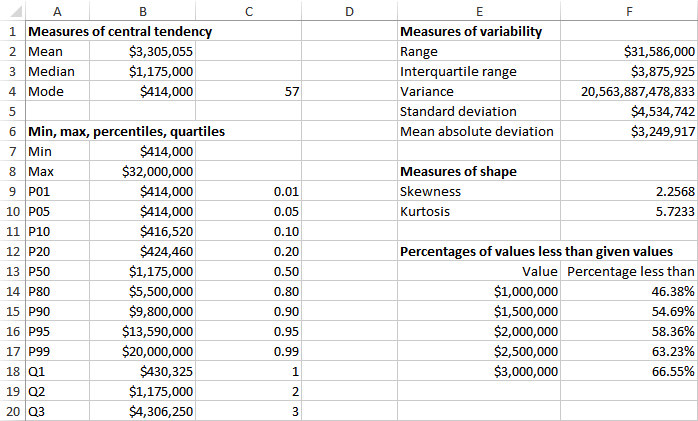 A B C D E F
1 Measures of central tendency Measures of variability
2 Mean $3,305,055 Range $31,586,000
3 Median $1,175,000 Interquartile range $3,875,925
4 Mode $414,000 57 Variance 20,563,887,478,833
5 Standard deviation $4,534,742
6 Min, max, percentiles, quartiles Mean absolute deviation $3,249,917
7 Min $414,000
8 Max $32,000,000 Measures of shape
9 P01 $414,000 0.01 Skewness 2.2568
10 P05 $414,000 0.05 Kurtosis 5.7233
11 P10 $416,520 0.10
12 P20 $424,460 0.20 Percentages of values less than given values
13 P50 $1,175,000 0.50 Value Percentage less than
14 P80 $5,500,000 0.80 $1,000,000 46.38%
15 P90 $9,800,000 0.90 $1,500,000 54.69%
16 P95 $13,590,000 0.95 $2,000,000 58.36%
17 P99 $20,000,000 0.99 $2,500,000 63.23%
18 Q1 $430,325 1 $3,000,000 66.55%
19 Q2 $1,175,000 2
20 Q3 $4,306,250 3